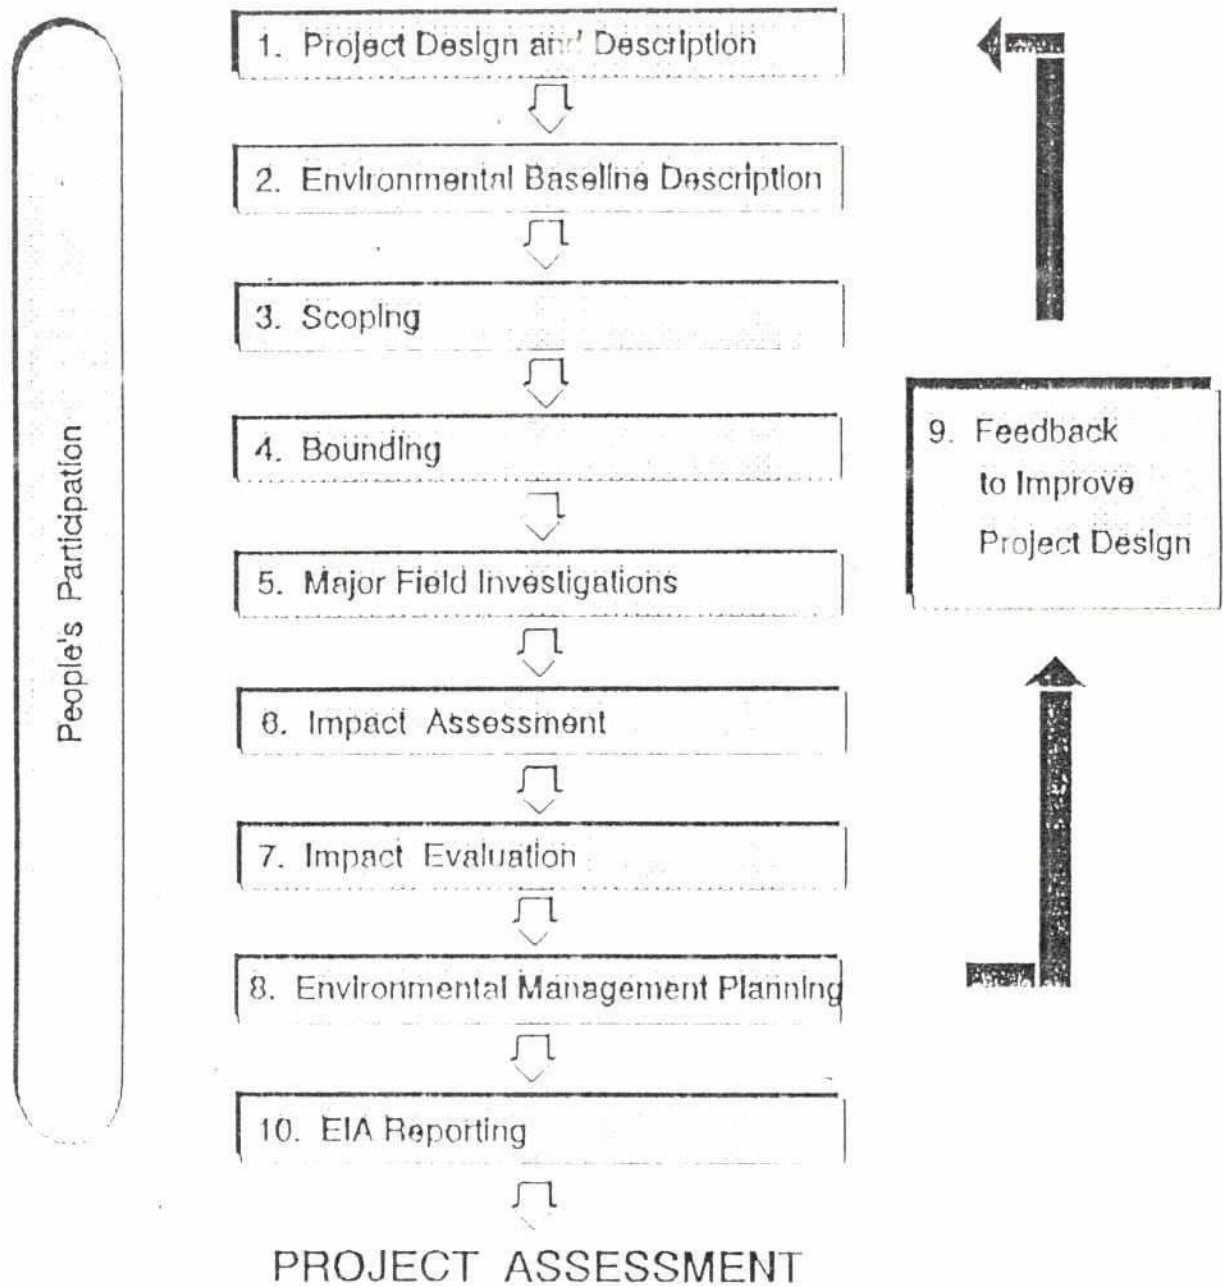 1. Project Design and Description
2. Environmental Baseline Description
3. Scoping
4. Bounding
5. Major Field Investigations
6. Impact Assessment
7. Impact Evaluation
8. Environmental Management Planning
10. EIA Reporting
PROJECT ASSESSMENT
People's Participation
9. Feedback
to Improve
Project Design